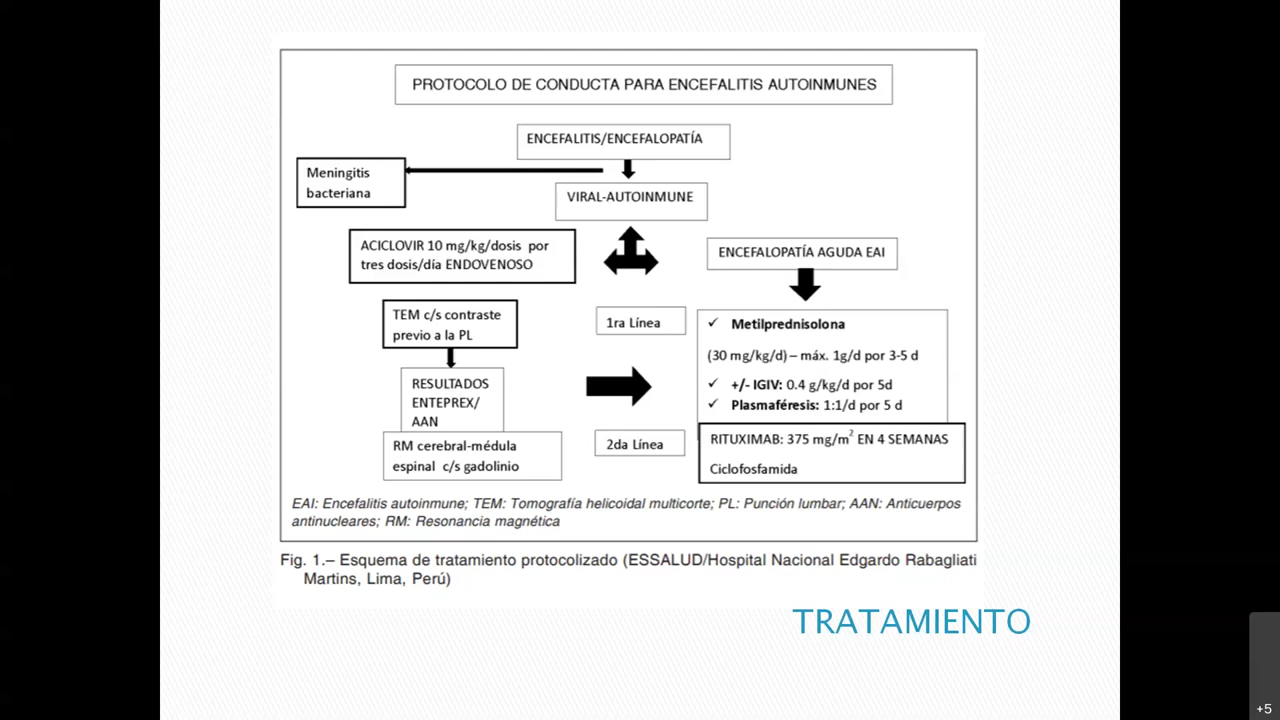 PROTOCOLO DE CONDUCTA PARA ENCEFALITIS AUTOINMUNES
ENCEFALITIS/ENCEFALOPATÍA
Meningitis
bacteriana
VIRAL-AUTOINMUNE
ACICLOVIR 10 mg/kg/dosis por
tres dosis/día ENDOVENOSO
ENCEFALOPATÍA AGUDA EAI
TEM c/s contraste
previo a la PL
1ra Línea
✓ Metilprednisolona
(30 mg/kg/d) – máx. 1g/d por 3-5 d
✓ +/- IGIV: 0.4 g/kg/d por 5d
✓ Plasmaféresis: 1:1/d por 5 d
RESULTADOS
ENTEPREX/
AAN
RM cerebral-médula
espinal c/s gadolinio
2da Línea
RITUXIMAB: 375 mg/m² EN 4 SEMANAS
Ciclofosfamida
EAI: Encefalitis autoinmune; TEM: Tomografía helicoidal multicorte; PL: Punción lumbar; AAN: Anticuerpos
antinucleares; RM: Resonancia magnética
Fig. 1.– Esquema de tratamiento protocolizado (ESSALUD/Hospital Nacional Edgardo Rabagliati
Martins, Lima, Perú)
TRATAMIENTO
+5